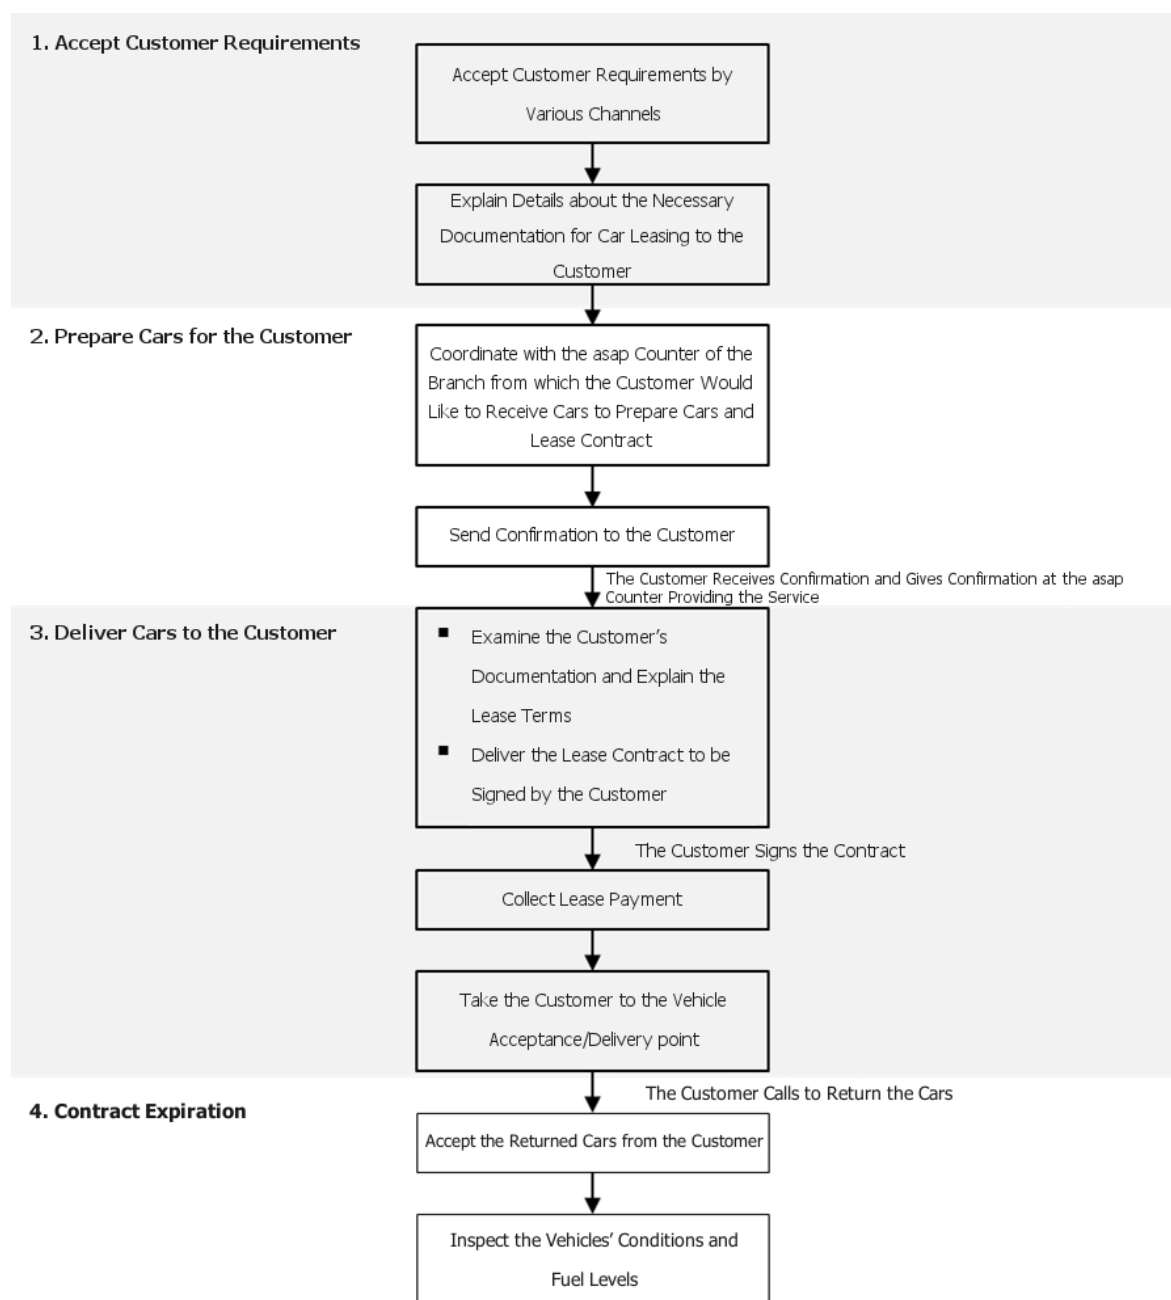 1. Accept Customer Requirements
Accept Customer Requirements by
Various Channels
Explain Details about the Necessary
Documentation for Car Leasing to the
Customer
2. Prepare Cars for the Customer
Coordinate with the asap Counter of the
Branch from which the Customer Would
Like to Receive Cars to Prepare Cars and
Lease Contract
Send Confirmation to the Customer
The Customer Receives Confirmation and Gives Confirmation at the asap
Counter Providing the Service
3. Deliver Cars to the Customer
▪ Examine the Customer's
Documentation and Explain the
Lease Terms
▪ Deliver the Lease Contract to be
Signed by the Customer
The Customer Signs the Contract
Collect Lease Payment
Take the Customer to the Vehicle
Acceptance/Delivery point
The Customer Calls to Return the Cars
4. Contract Expiration
Accept the Returned Cars from the Customer
Inspect the Vehicles' Conditions and
Fuel Levels